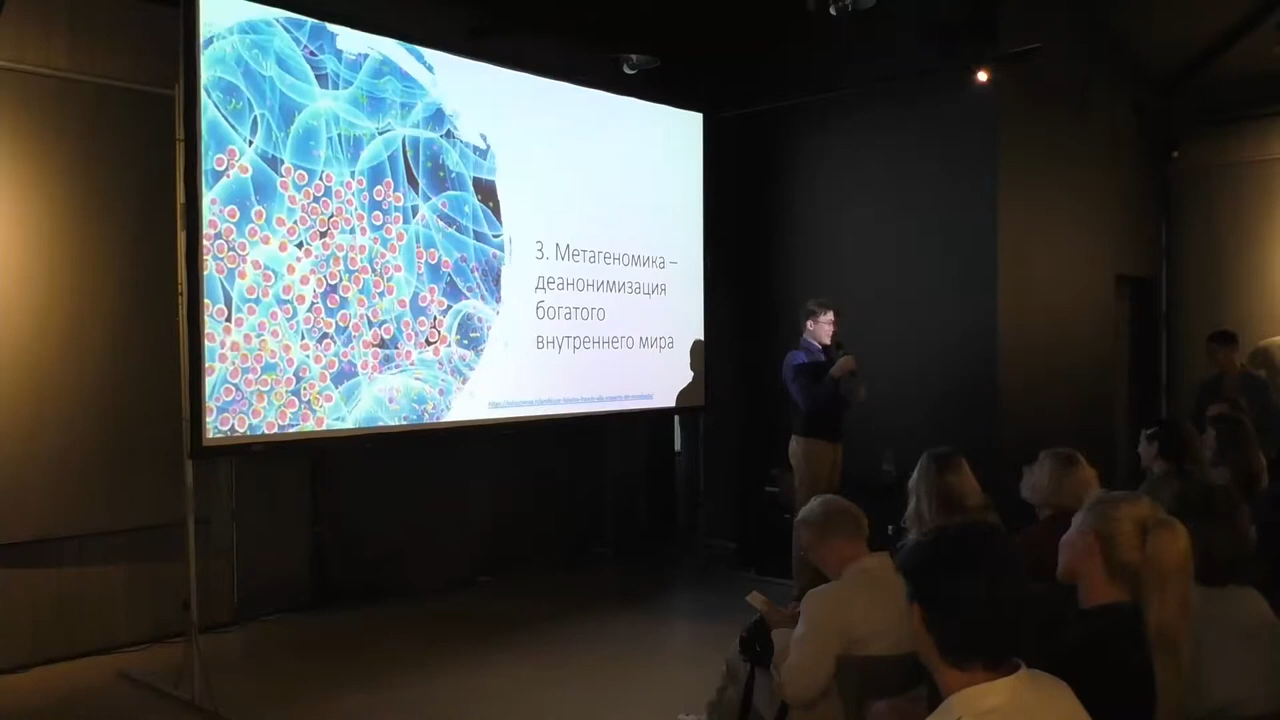 3. Метагеномика –
деанонимизация
богатого
внутреннего мира